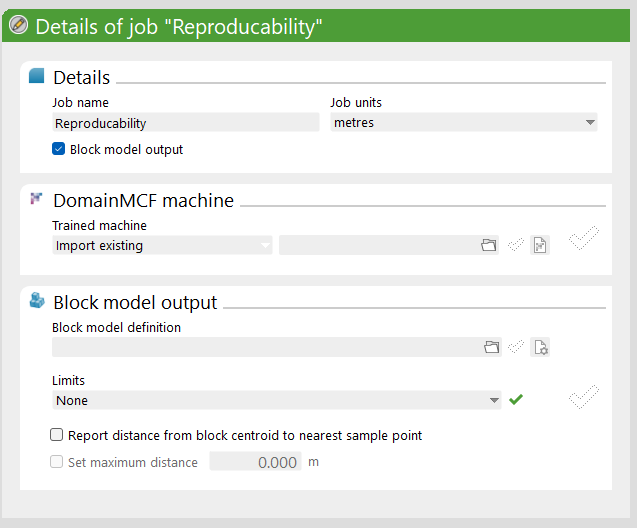 Details of job "Reproducability"
Details
Job name
Job units
Reproducability
metres
Block model output
DomainMCF machine
Trained machine
Import existing
Block model output
Block model definition
Limits
None
Report distance from block centroid to nearest sample point
Set maximum distance 0.000 m